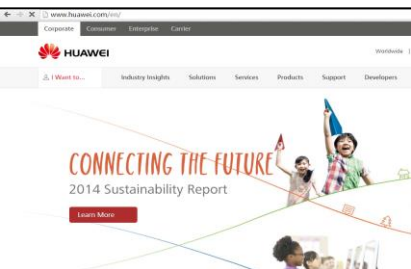 www.huawei.com/en/
Corporate Consumer Enterprise Carrier
HUAWEI
Worldwide
I Want to... Industry Insights Solutions Services Products Support Developers
CONNECTING THE FUTURE
2014 Sustainability Report
Learn More